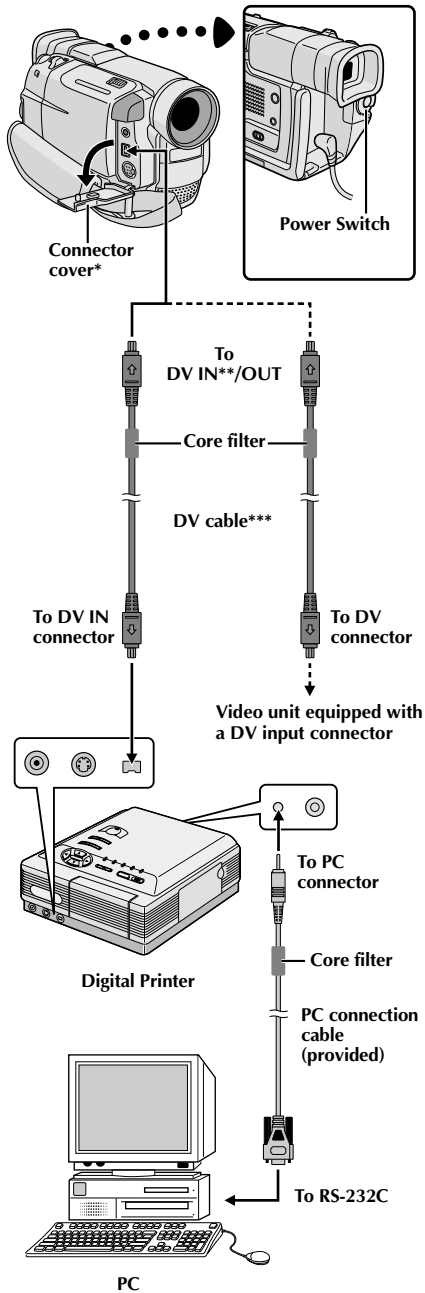 Power Switch
Connector
cover*
To
DV IN**/OUT
Core filter
DV cable***
To DV IN
connector
To DV
connector
Video unit equipped with
a DV input connector
To PC
connector
Digital Printer
Core filter
PC connection
cable
(provided)
To RS-232C
PC